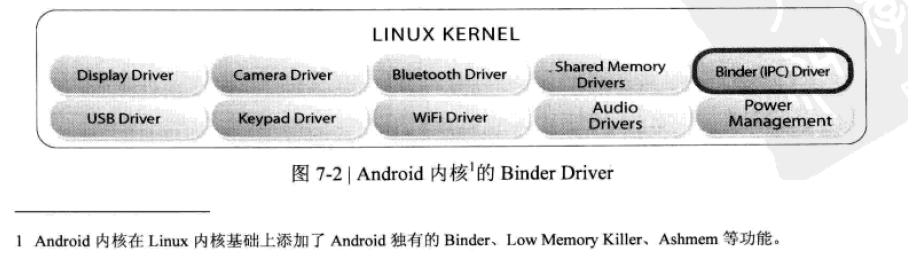 LINUX KERNEL
Display Driver Camera Driver Bluetooth Driver Shared Memory Drivers Binder (IPC) Driver
USB Driver Keypad Driver WiFi Driver Audio Drivers Power Management
图 7-2 | Android 内核1的 Binder Driver
1 Android 内核在 Linux 内核基础上添加了 Android 独有的 Binder、Low Memory Killer、Ashmem 等功能。